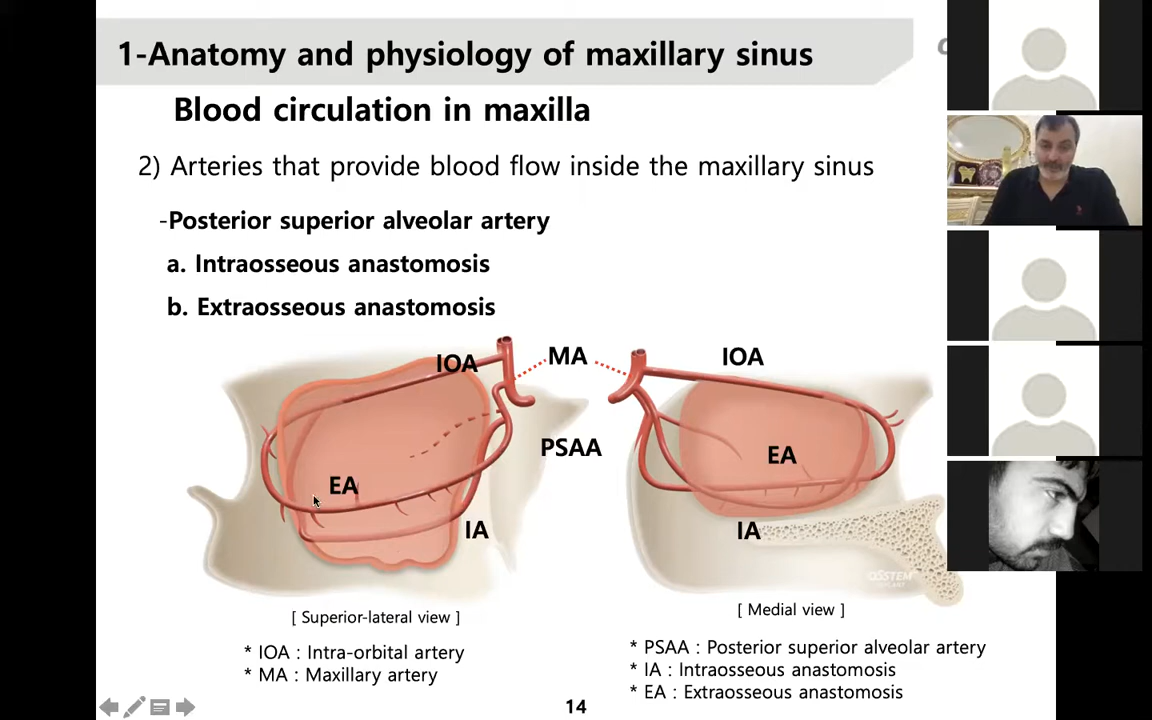 1-Anatomy and physiology of maxillary sinus
Blood circulation in maxilla
2) Arteries that provide blood flow inside the maxillary sinus
-Posterior superior alveolar artery
a. Intraosseous anastomosis
b. Extraosseous anastomosis
IOA
MA
IOA
PSAA
EA
EA
IA
IA
OSSTEM
IMPLANT
[ Superior-lateral view ]
[ Medial view ]
* IOA : Intra-orbital artery
* MA : Maxillary artery
* PSAA : Posterior superior alveolar artery
* IA : Intraosseous anastomosis
* EA : Extraosseous anastomosis
14